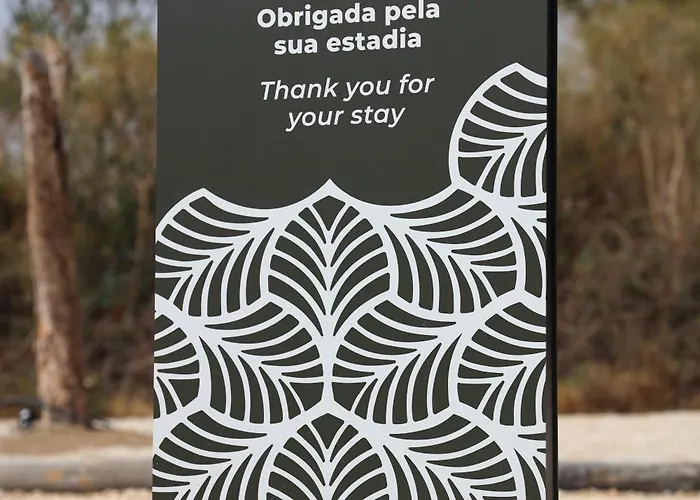 Obrigada pela
sua estadia
Thank you for
your stay